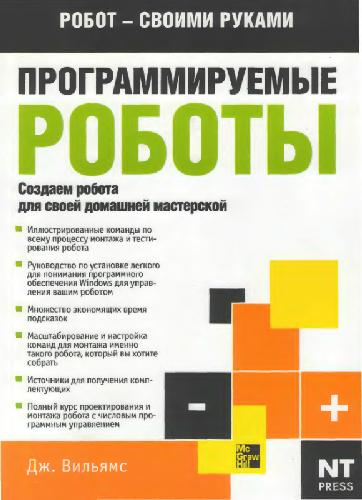 РОБОТ – СВОИМИ РУКАМИ
ПРОГРАММИРУЕМЫЕ
РОБОТЫ
Создаем робота
для своей домашней мастерской
Иллюстрированные команды по
всему процессу монтажа и тести-
рования робота
Руководство по установке легкого
для понимания программного
обеспечения Windows для управ-
ления вашим роботом
Множество экономящих время
подсказок
Масштабирование и настройка
команд для монтажа именно
такого робота, который вы хотите
собрать
Источники для получения комп-
лектующих
Полный курс проектирования и
монтажа робота с числовым про-
граммным управлением
- +
Дж. Вильямс
Mc
Graw
Hill
NT
PRESS